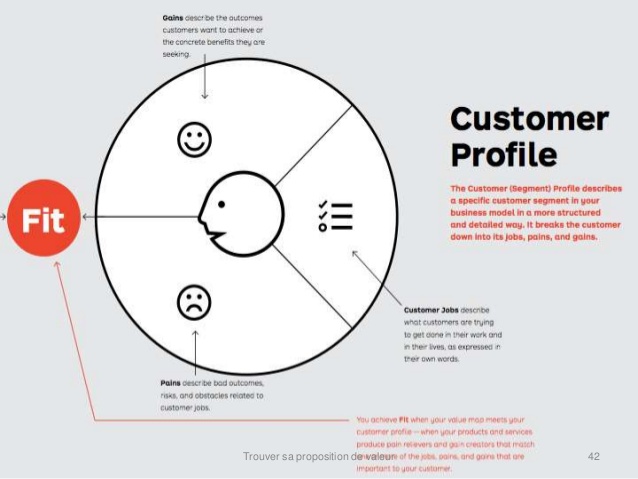 Gains describe the outcomes
customers want to achieve or
the concrete benefits they are
seeking.
Customer
Profile
The Customer (Segment) Profile describes
a specific customer segment in your
business model in a more structured
and detailed way. It breaks the customer
down into its jobs, pains, and gains.
Fit
Customer Jobs describe
what customers are trying
to get done in their work and
in their lives, as expressed in
their own words.
Pains describe bad outcomes,
risks, and obstacles related to
customer jobs.
You achieve Fit when your value map meets your
customer profile — when your products and services
produce pain relievers and gain creators that match
of the jobs, pains, and gains that are
important to your customer.
Trouver sa proposition de valeur
42